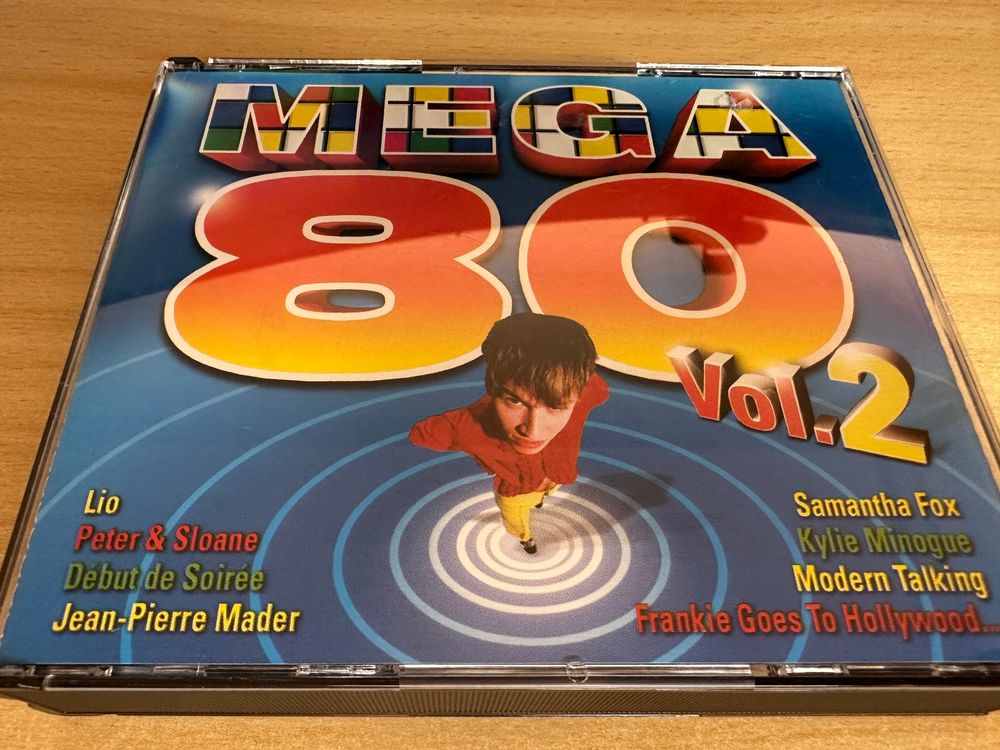 MEGA
80
Vol.2
Lio
Peter & Sloane
Début de Soirée
Jean-Pierre Mader
Samantha Fox
Kylie Minogue
Modern Talking
Frankie Goes To Hollywood...